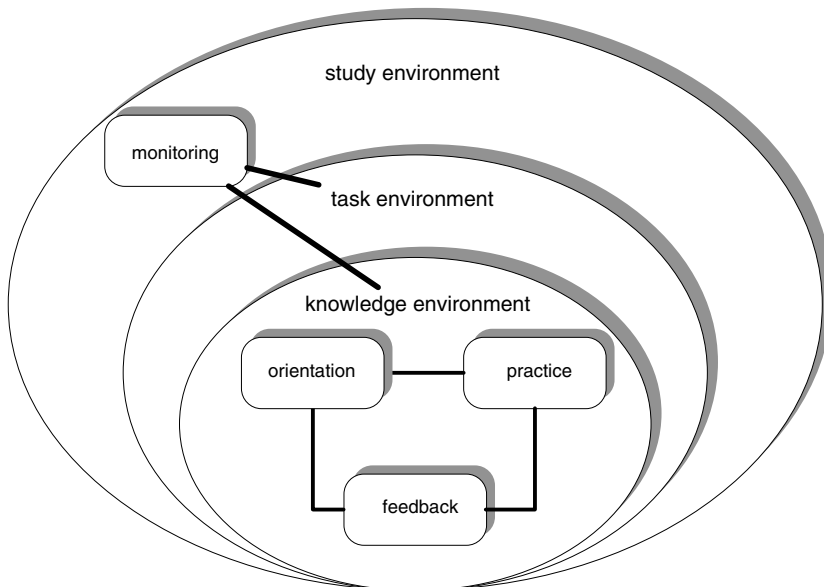 study environment
monitoring
task environment
knowledge environment
orientation
practice
feedback